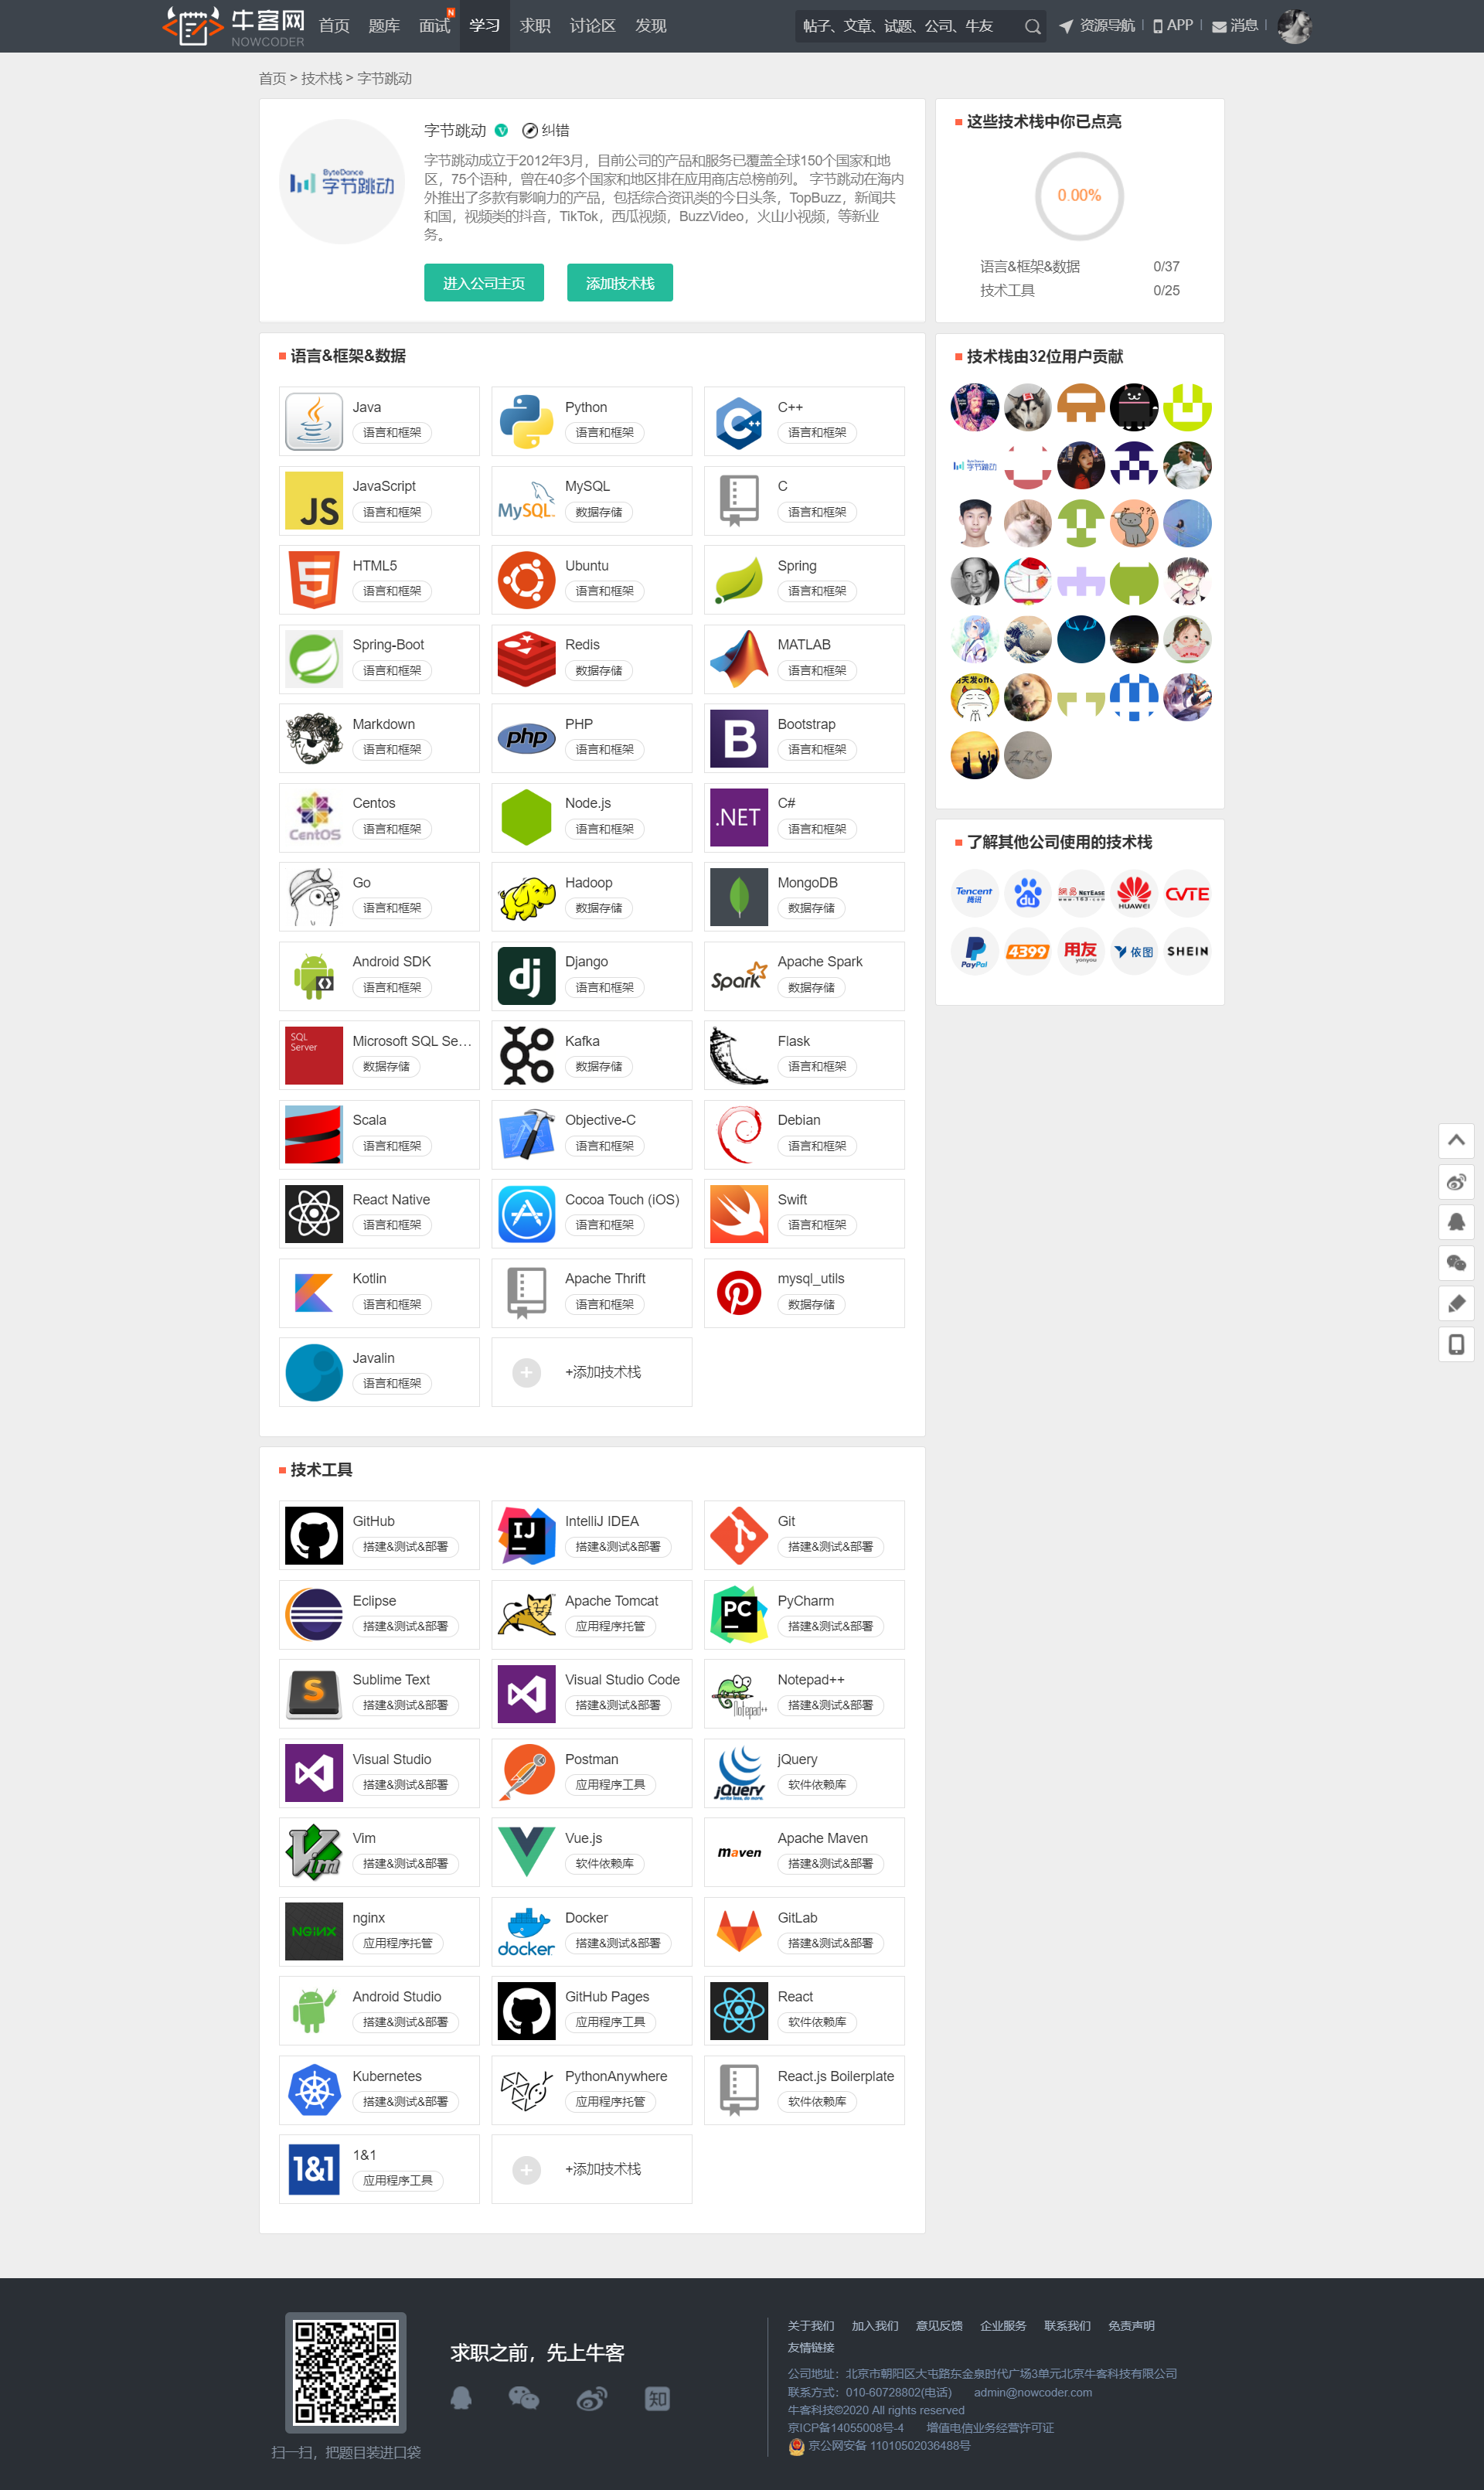 牛客网
NOWCODER
首页 题库 面试 N 学习 求职 讨论区 发现
帖子、文章、试题、公司、牛友
资源导航 | APP | 消息 |
首页 > 技术栈 > 字节跳动
ByteDance
字节跳动
字节跳动 V 纠错
字节跳动成立于2012年3月，目前公司的产品和服务已覆盖全球150个国家和地
区，75个语种，曾在40多个国家和地区排在应用商店总榜前列。 字节跳动在海内
外推出了多款有影响力的产品，包括综合资讯类的今日头条，TopBuzz，新闻共
和国，视频类的抖音，TikTok，西瓜视频，BuzzVideo，火山小视频，等新业
务。
进入公司主页 添加技术栈
这些技术栈中你已点亮
0.00%
语言&框架&数据 0/37
技术工具 0/25
语言&框架&数据
Java
语言和框架
Python
语言和框架
C++
语言和框架
JS
JavaScript
语言和框架
MySQL
MySQL
数据存储
C
语言和框架
HTML5
语言和框架
Ubuntu
语言和框架
Spring
语言和框架
Spring-Boot
语言和框架
Redis
数据存储
MATLAB
语言和框架
Markdown
语言和框架
php
PHP
语言和框架
B
Bootstrap
语言和框架
CentOS
Centos
语言和框架
Node.js
语言和框架
.NET
C#
语言和框架
Go
语言和框架
Hadoop
数据存储
MongoDB
数据存储
Android SDK
语言和框架
dj
Django
语言和框架
Spark
Apache Spark
数据存储
SQL
Server
Microsoft SQL Se...
数据存储
Kafka
数据存储
Flask
语言和框架
Scala
语言和框架
Objective-C
语言和框架
Debian
语言和框架
React Native
语言和框架
Cocoa Touch (iOS)
语言和框架
Swift
语言和框架
Kotlin
语言和框架
Apache Thrift
语言和框架
mysql_utils
数据存储
Javalin
语言和框架
+添加技术栈
技术栈由32位用户贡献
ByteDance
字节跳动
了解其他公司使用的技术栈
Tencent
腾讯
du
網易 NETEASE
www.163.com
HUAWEI
CVTE
PayPal
4399
用友
yonyou
依图
SHEIN
技术工具
GitHub
搭建&测试&部署
IJ
IntelliJ IDEA
搭建&测试&部署
Git
搭建&测试&部署
Eclipse
搭建&测试&部署
Apache Tomcat
应用程序托管
PC
PyCharm
搭建&测试&部署
S
Sublime Text
搭建&测试&部署
Visual Studio Code
搭建&测试&部署
Notepad++
Notepad++
搭建&测试&部署
Visual Studio
搭建&测试&部署
Postman
应用程序工具
jQuery
write less, do more.
jQuery
软件依赖库
Vim
Vim
搭建&测试&部署
Vue.js
软件依赖库
maven
Apache Maven
搭建&测试&部署
NGINX
nginx
应用程序托管
docker
Docker
搭建&测试&部署
GitLab
搭建&测试&部署
Android Studio
搭建&测试&部署
GitHub Pages
应用程序工具
React
软件依赖库
Kubernetes
搭建&测试&部署
PythonAnywhere
应用程序托管
React.js Boilerplate
软件依赖库
1&1
1&1
应用程序工具
+添加技术栈
扫一扫，把题目装进口袋
求职之前，先上牛客
知
关于我们 加入我们 意见反馈 企业服务 联系我们 免责声明
友情链接
公司地址：北京市朝阳区大屯路东金泉时代广场3单元北京牛客科技有限公司
联系方式：010-60728802(电话) admin@nowcoder.com
牛客科技©2020 All rights reserved
京ICP备14055008号-4 增值电信业务经营许可证
京公网安备 11010502036488号